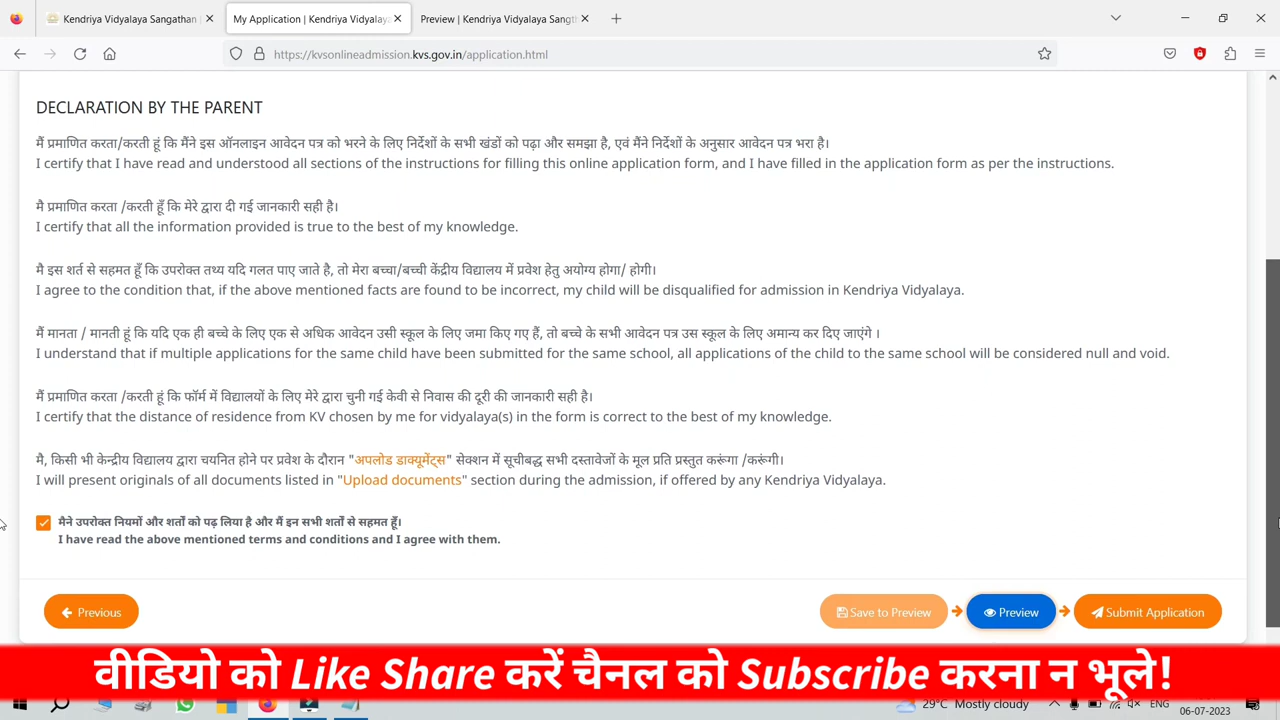 Kendriya Vidyalaya Sangathan
My Application | Kendriya Vidyalaya
Preview | Kendriya Vidyalaya Sangth
https://kvsonlineadmission.kvs.gov.in/application.html
DECLARATION BY THE PARENT
मैं प्रमाणित करता/करती हूं कि मैंने इस ऑनलाइन आवेदन पत्र को भरने के लिए निर्देशों के सभी खंडों को पढ़ा और समझा है, एवं मैंने निर्देशों के अनुसार आवेदन पत्र भरा है।
I certify that I have read and understood all sections of the instructions for filling this online application form, and I have filled in the application form as per the instructions.
मै प्रमाणित करता /करती हूँ कि मेरे द्वारा दी गई जानकारी सही है।
I certify that all the information provided is true to the best of my knowledge.
मै इस शर्त से सहमत हूँ कि उपरोक्त तथ्य यदि गलत पाए जाते है, तो मेरा बच्चा/बच्ची केंद्रीय विद्यालय में प्रवेश हेतु अयोग्य होगा/ होगी।
I agree to the condition that, if the above mentioned facts are found to be incorrect, my child will be disqualified for admission in Kendriya Vidyalaya.
मैं मानता / मानती हूं कि यदि एक ही बच्चे के लिए एक से अधिक आवेदन उसी स्कूल के लिए जमा किए गए हैं, तो बच्चे के सभी आवेदन पत्र उस स्कूल के लिए अमान्य कर दिए जाएंगे ।
I understand that if multiple applications for the same child have been submitted for the same school, all applications of the child to the same school will be considered null and void.
मैं प्रमाणित करता /करती हूं कि फॉर्म में विद्यालयों के लिए मेरे द्वारा चुनी गई केवी से निवास की दूरी की जानकारी सही है।
I certify that the distance of residence from KV chosen by me for vidyalaya(s) in the form is correct to the best of my knowledge.
मै, किसी भी केन्द्रीय विद्यालय द्वारा चयनित होने पर प्रवेश के दौरान "अपलोड डाक्यूमेंट्स" सेक्शन में सूचीबद्ध सभी दस्तावेजों के मूल प्रति प्रस्तुत करूंगा /करूंगी।
I will present originals of all documents listed in "Upload documents" section during the admission, if offered by any Kendriya Vidyalaya.
मैने उपरोक्त नियमों और शर्तों को पढ़ लिया है और मैं इन सभी शर्तों से सहमत हूँ।
I have read the above mentioned terms and conditions and I agree with them.
Previous
Save to Preview
Preview
Submit Application
वीडियो को Like Share करें चैनल को Subscribe करना न भूले!
29°C Mostly cloudy
ENG
06-07-2023